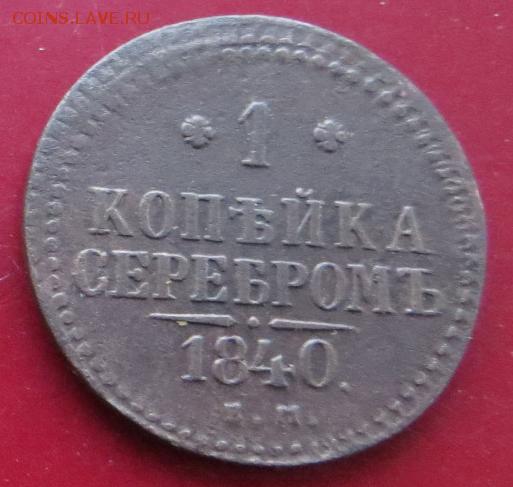 COINS.LAVE.RU
1
КОПѢЙКА
СЕРЕБРОМЪ
1840.